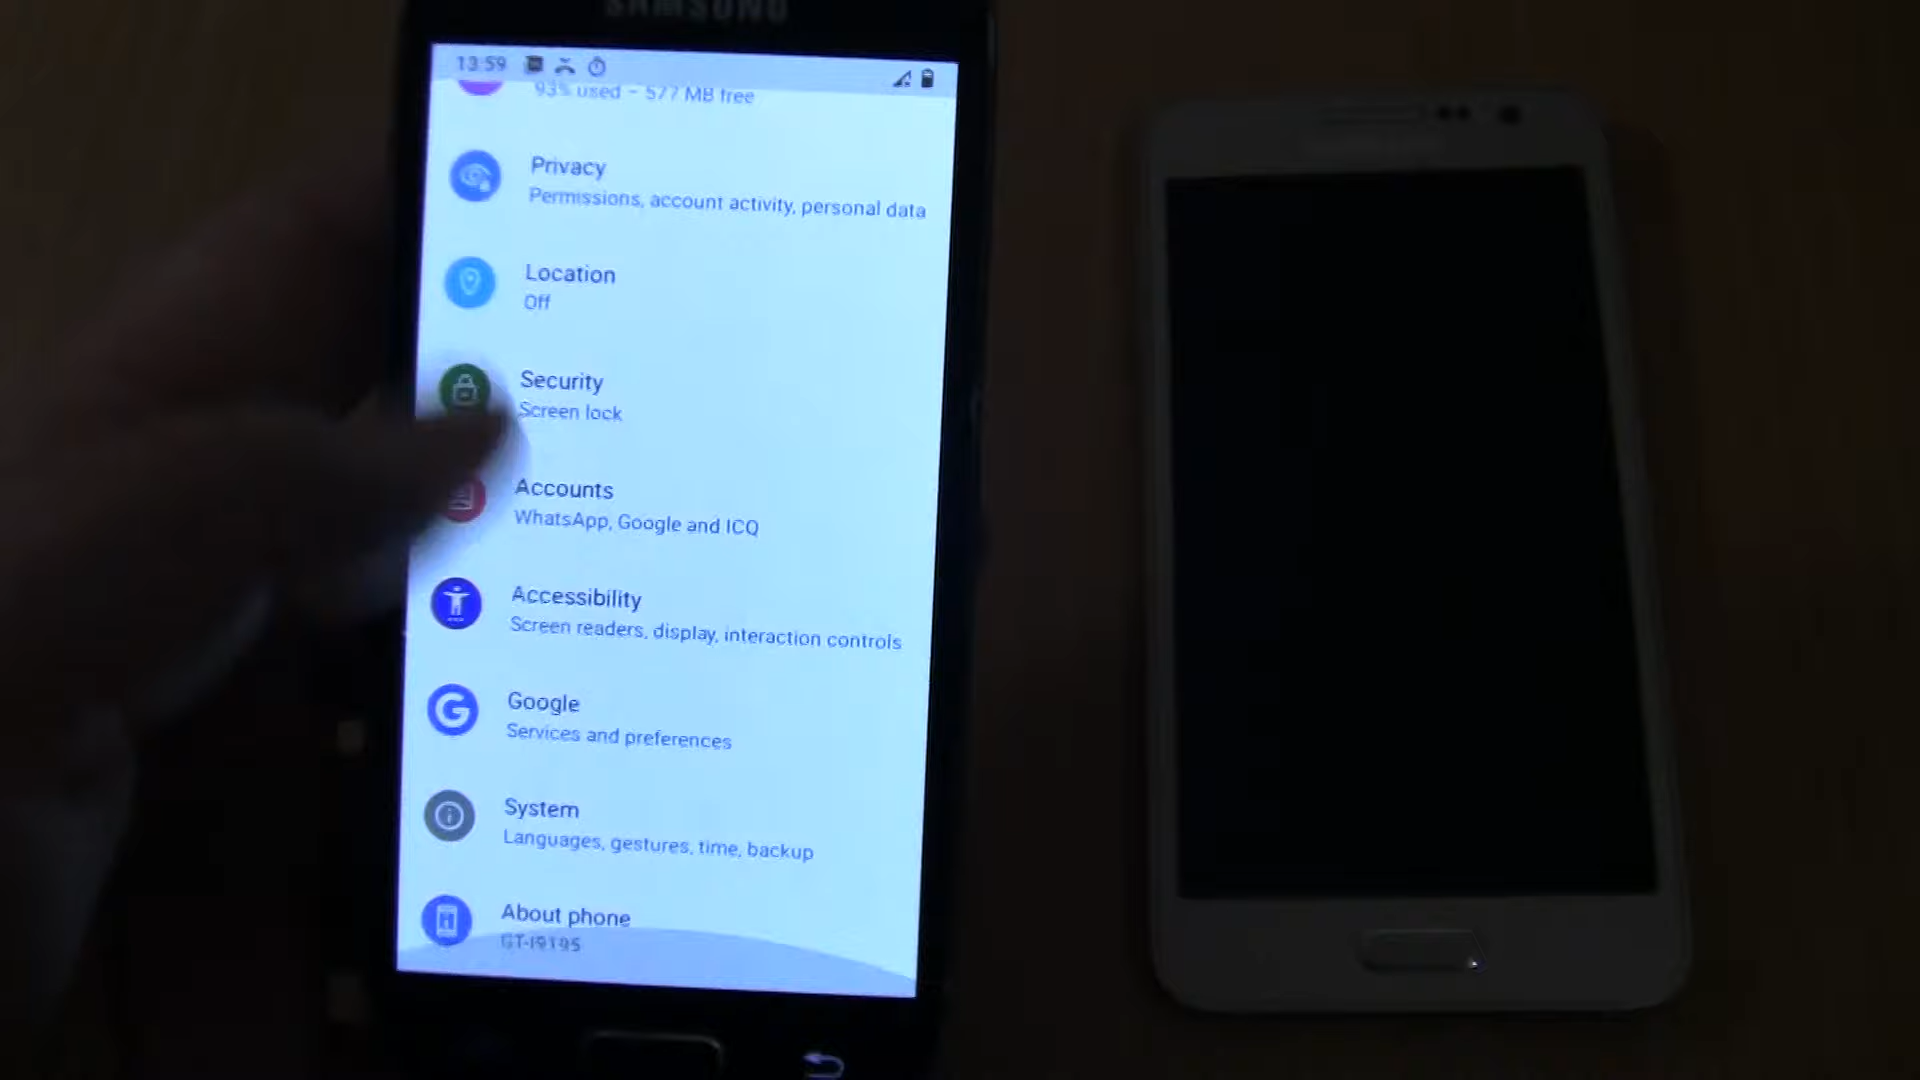 SAMSUNG
13:59
93% used – 577 MB free
Privacy
Permissions, account activity, personal data
Location
Off
Security
Screen lock
Accounts
WhatsApp, Google and ICQ
Accessibility
Screen readers, display, interaction controls
Google
Services and preferences
System
Languages, gestures, time, backup
About phone
GT-I9195